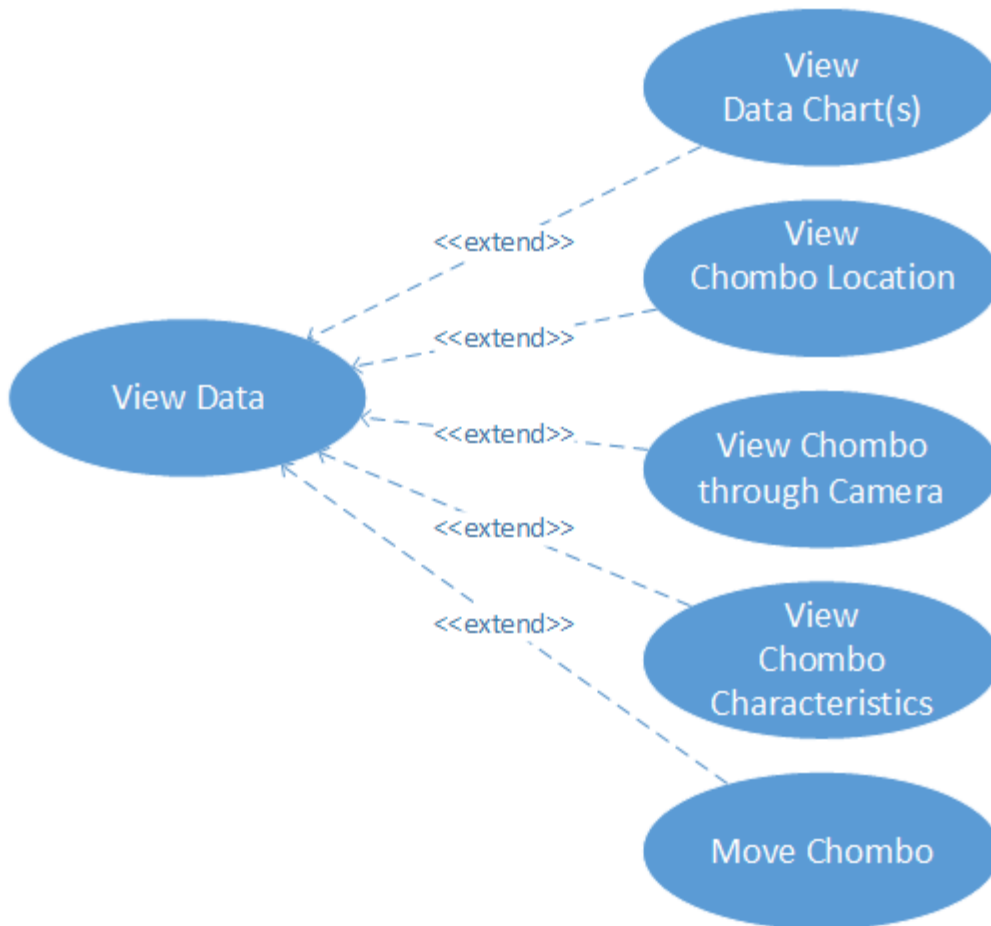 View
Data Chart(s)
<<extend>>
View
Chombo Location
<<extend>>
View Data
<<extend>>
View Chombo
through Camera
<<extend>>
View
Chombo
Characteristics
<<extend>>
Move Chombo